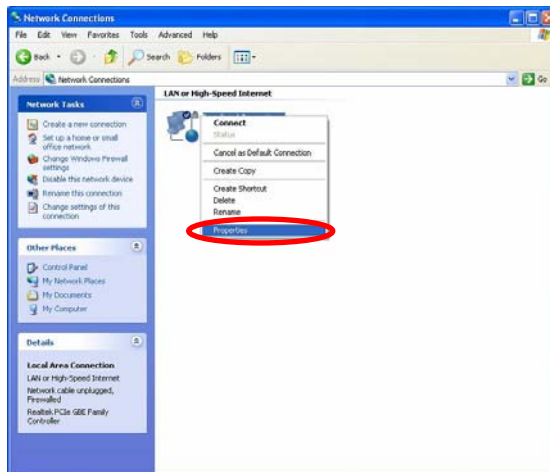 Network Connections
File Edit View Favorites Tools Advanced Help
Back Search Folders
Address Network Connections Go
Network Tasks
Create a new connection
Set up a home or small
office network
Change Windows Firewall
settings
Disable this network device
Rename this connection
Change settings of this
connection
Other Places
Control Panel
My Network Places
My Documents
My Computer
Details
Local Area Connection
LAN or High-Speed Internet
Network cable unplugged,
Firewalled
Realtek PCIe GBE Family
Controller
LAN or High-Speed Internet
Connect
Status
Cancel as Default Connection
Create Copy
Create Shortcut
Delete
Rename
Properties